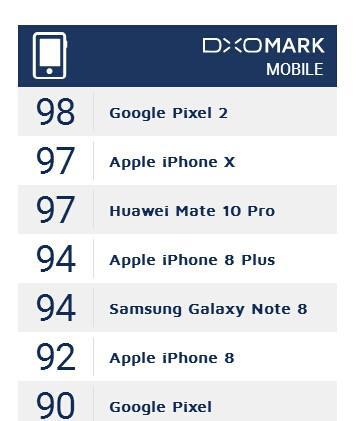 DXOMARK
MOBILE
98 Google Pixel 2
97 Apple iPhone X
97 Huawei Mate 10 Pro
94 Apple iPhone 8 Plus
94 Samsung Galaxy Note 8
92 Apple iPhone 8
90 Google Pixel